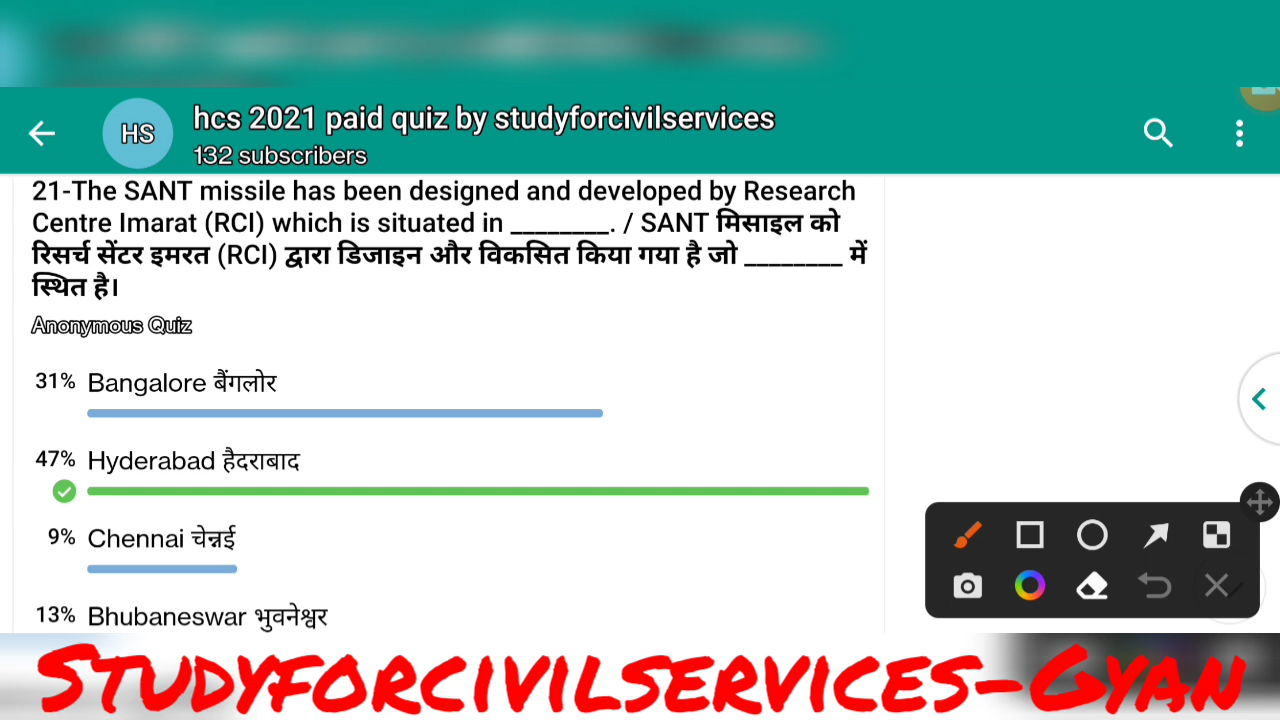 HS
hcs 2021 paid quiz by studyforcivilservices
132 subscribers
21-The SANT missile has been designed and developed by Research
Centre Imarat (RCI) which is situated in ________. / SANT मिसाइल को
रिसर्च सेंटर इमरत (RCI) द्वारा डिजाइन और विकसित किया गया है जो ________ में
स्थित है।
Anonymous Quiz
31% Bangalore बैंगलोर
47% Hyderabad हैदराबाद
9% Chennai चेन्नई
13% Bhubaneswar भुवनेश्वर
Studyforcivilservices-Gyan